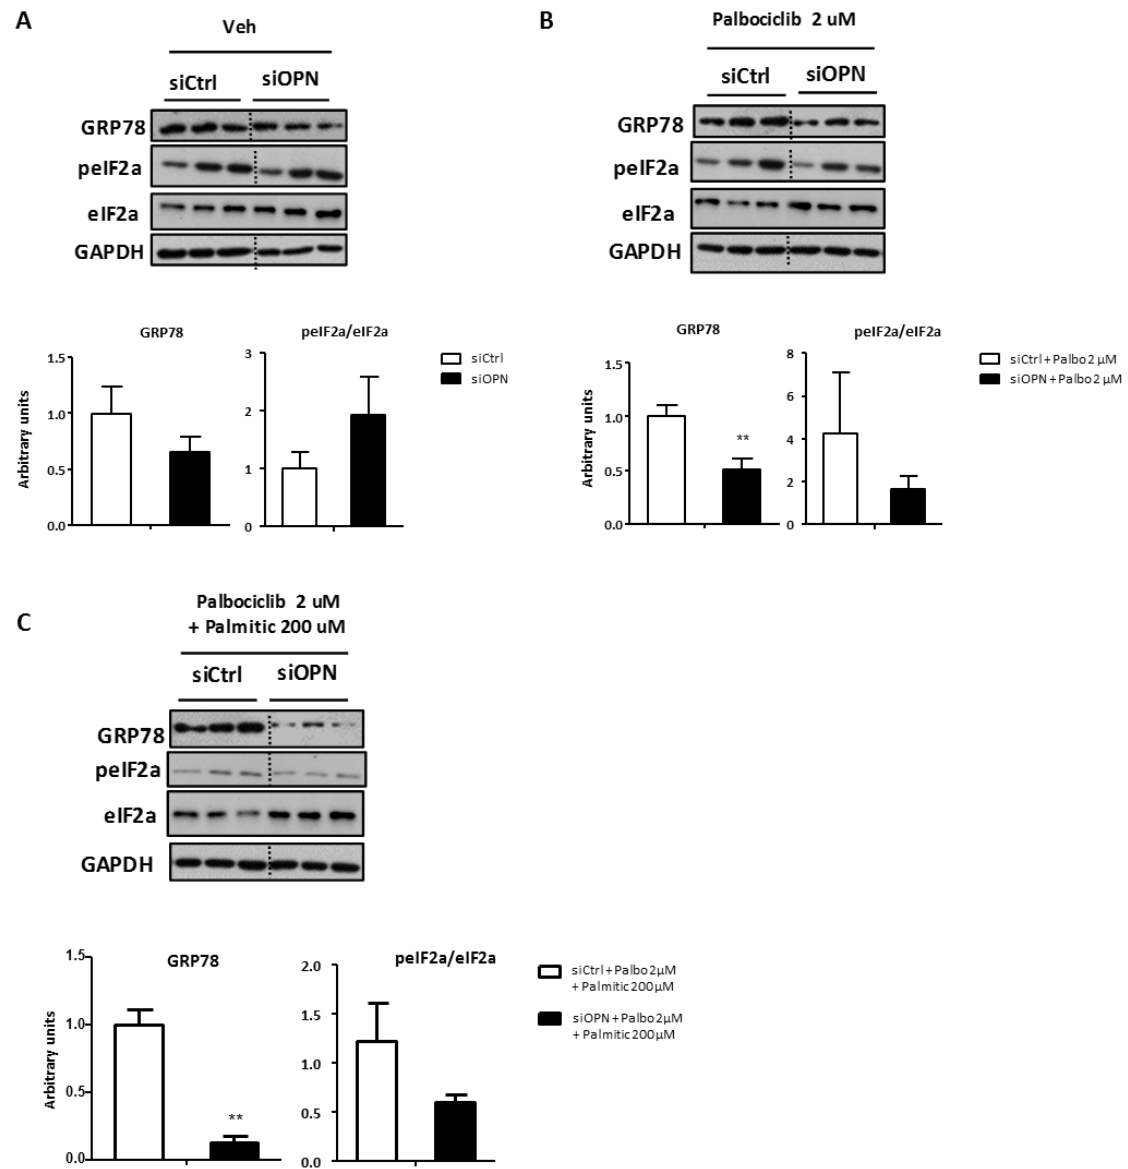 A
Veh
siCtrl siOPN
GRP78
peIF2a
eIF2a
GAPDH
GRP78
peIF2a/eIF2a
Arbitrary units
1.5
1.0
0.5
0.0
3
2
1
0
siCtrl
siOPN
B
Palbociclib 2 uM
siCtrl siOPN
GRP78
peIF2a
eIF2a
GAPDH
GRP78
peIF2a/eIF2a
Arbitrary units
1.5
1.0
0.5
0.0
**
8
6
4
2
0
siCtrl+Palbo 2 µM
siOPN+Palbo 2 µM
C
Palbociclib 2 uM
+ Palmitic 200 uM
siCtrl siOPN
GRP78
peIF2a
eIF2a
GAPDH
GRP78
peIF2a/eIF2a
Arbitrary units
1.5
1.0
0.5
0.0
**
2.0
1.5
1.0
0.5
0.0
siCtrl+Palbo 2µM
+ Palmitic 200µM
siOPN+Palbo 2µM
+ Palmitic 200µM